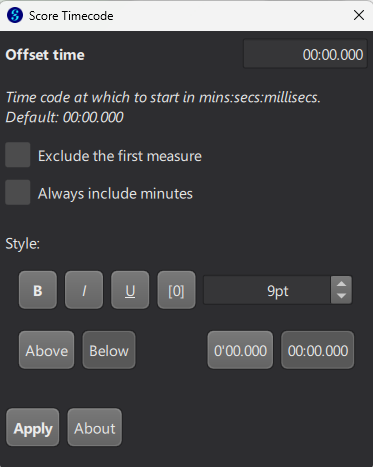 Score Timecode
Offset time 00:00.000
Time code at which to start in mins:secs:millisecs.
Default: 00:00.000
Exclude the first measure
Always include minutes
Style:
B I U [0] 9pt
Above Below 0'00.000 00:00.000
Apply About